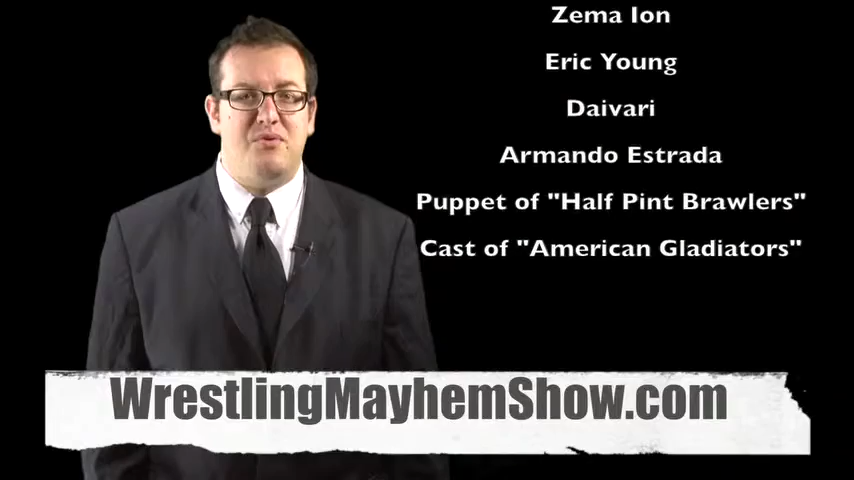 Zema Ion
Eric Young
Daivari
Armando Estrada
Puppet of "Half Pint Brawlers"
Cast of "American Gladiators"
WrestlingMayhemShow.com